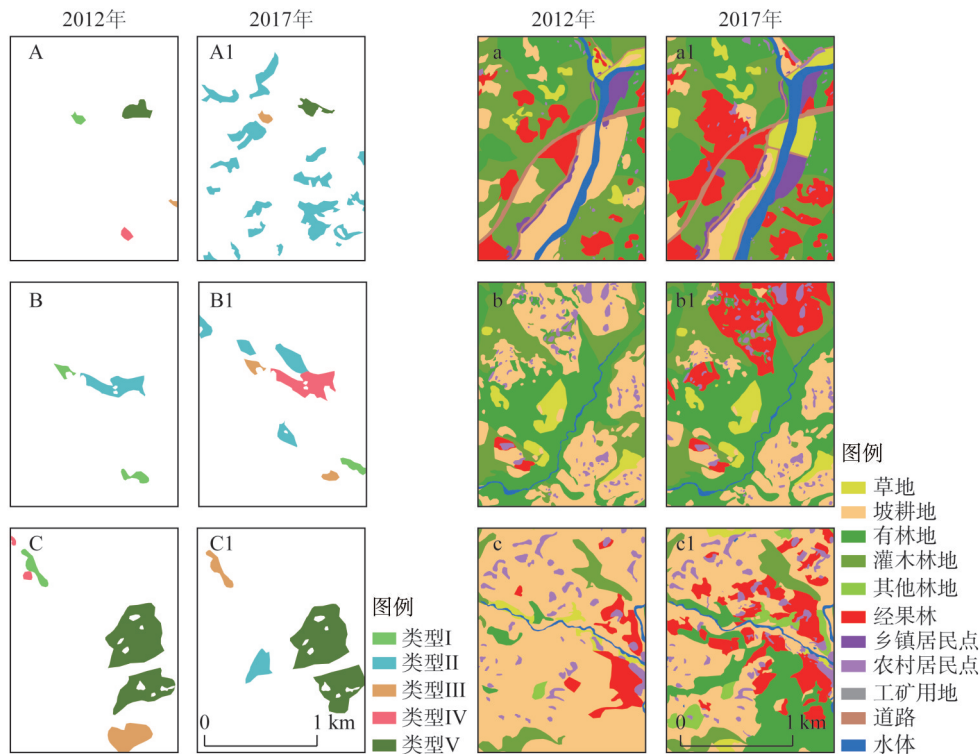 2012年 2017年 2012年 2017年
A A1 a a1
B B1 b b1
C C1 c c1
图例
类型I
类型II
类型III
类型IV
类型V
0 1 km
0 1 km
图例
草地
坡耕地
有林地
灌木林地
其他林地
经果林
乡镇居民点
农村居民点
工矿用地
道路
水体